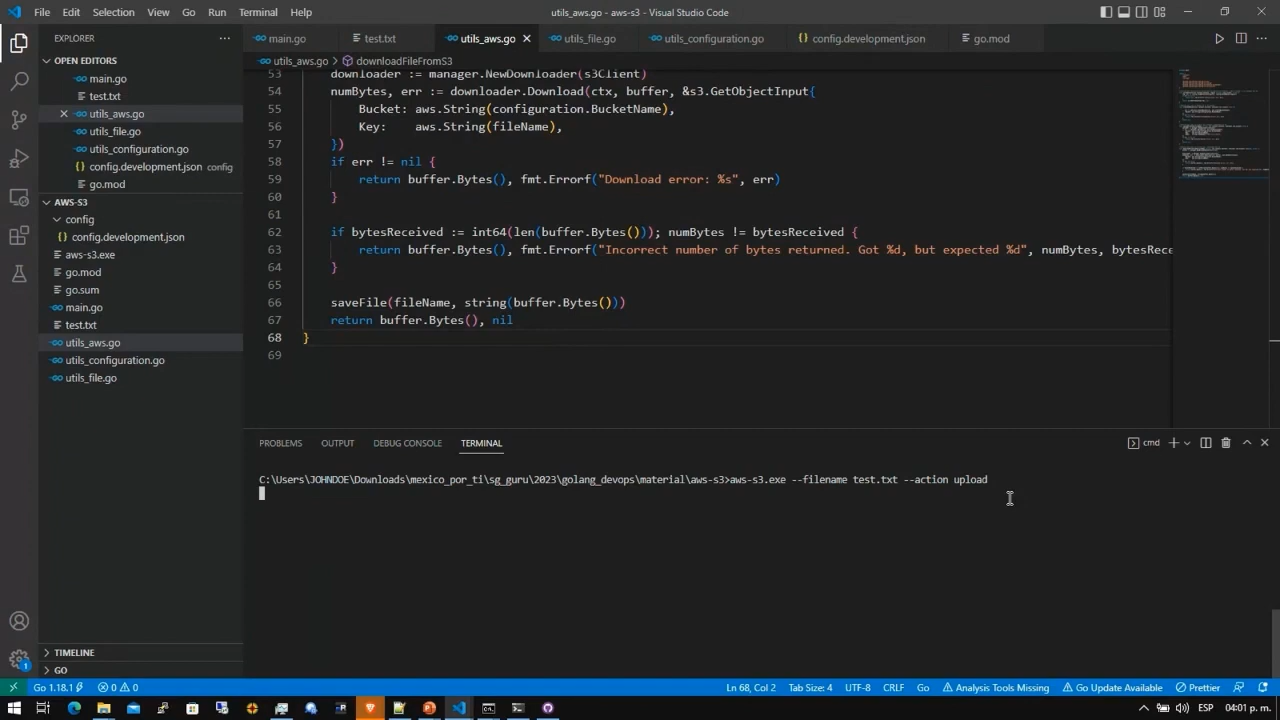 File Edit Selection View Go Run Terminal Help
utils_aws.go - aws-s3 - Visual Studio Code
EXPLORER
OPEN EDITORS
main.go
test.txt
utils_aws.go
utils_file.go
utils_configuration.go
config.development.json config
go.mod
AWS-S3
config
config.development.json
aws-s3.exe
go.mod
go.sum
main.go
test.txt
utils_aws.go
utils_configuration.go
utils_file.go
TIMELINE
GO
main.go test.txt utils_aws.go utils_file.go utils_configuration.go config.development.json go.mod
utils_aws.go > downloadFileFromS3
53 downloader := manager.NewDownloader(s3Client)
54 numBytes, err := downloader.Download(ctx, buffer, &s3.GetObjectInput{
55 Bucket: aws.String(configuration.BucketName),
56 Key: aws.String(fileName),
57 })
58 if err != nil {
59 return buffer.Bytes(), fmt.Errorf("Download error: %s", err)
60 }
61
62 if bytesReceived := int64(len(buffer.Bytes())); numBytes != bytesReceived {
63 return buffer.Bytes(), fmt.Errorf("Incorrect number of bytes returned. Got %d, but expected %d", numBytes, bytesRece
64 }
65
66 saveFile(fileName, string(buffer.Bytes()))
67 return buffer.Bytes(), nil
68 }
69
PROBLEMS OUTPUT DEBUG CONSOLE TERMINAL
cmd
C:\Users\JOHNDOE\Downloads\mexico_por_ti\sg_guru\2023\golang_devops\material\aws-s3>aws-s3.exe --filename test.txt --action upload
1
Go 1.18.1 0 0 Ln 68, Col 2 Tab Size: 4 UTF-8 CRLF Go Analysis Tools Missing Go Update Available Prettier
ESP 04:01 p. m.